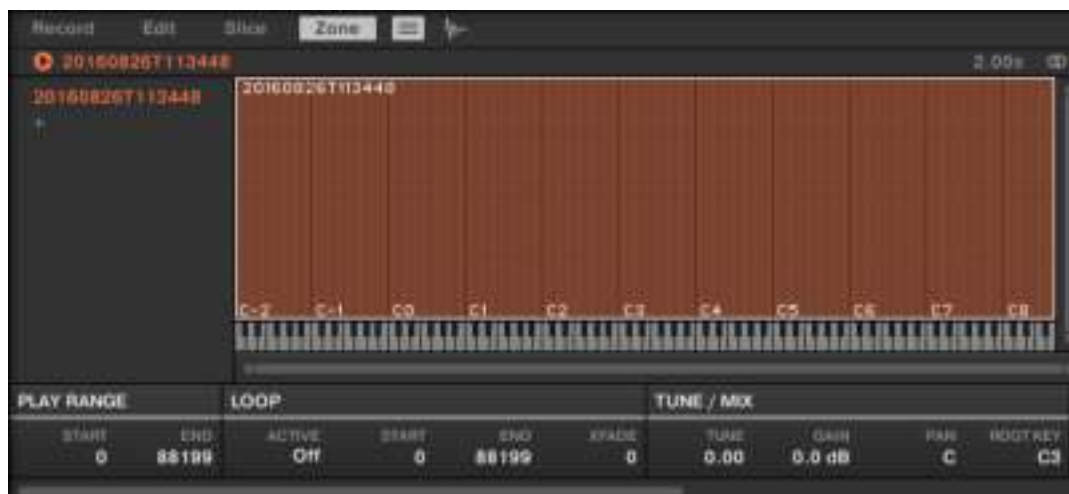 Record Edit Slice Zone
20160826T113448 2.00s
20160826T113448 20160826T113448
+
C-2 C-1 C0 C1 C2 C3 C4 C5 C6 C7 C8
PLAY RANGE LOOP TUNE / MIX
START END ACTIVE START END XFADE TUNE GAIN PAN ROOT KEY
0 88199 Off 0 88199 0 0.00 0.0 dB C C3